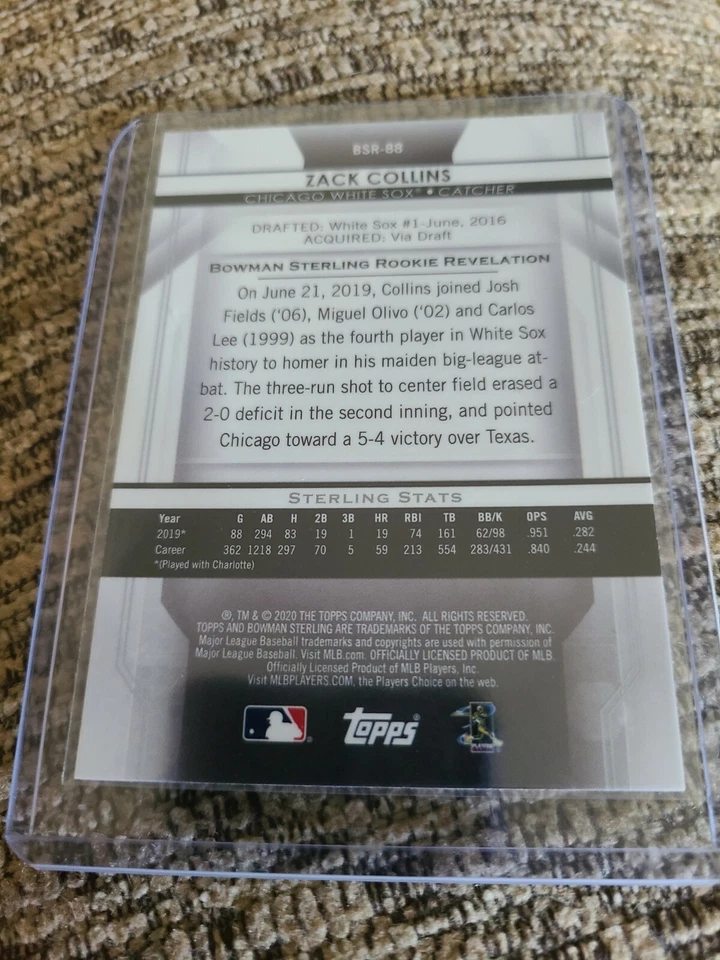 BSR-88
ZACK COLLINS
CHICAGO WHITE SOX® • CATCHER
DRAFTED: White Sox #1-June, 2016
ACQUIRED: Via Draft
BOWMAN STERLING ROOKIE REVELATION
On June 21, 2019, Collins joined Josh
Fields ('06), Miguel Olivo ('02) and Carlos
Lee (1999) as the fourth player in White Sox
history to homer in his maiden big-league at-
bat. The three-run shot to center field erased a
2-0 deficit in the second inning, and pointed
Chicago toward a 5-4 victory over Texas.
STERLING STATS
Year G AB H 2B 3B HR RBI TB BB/K OPS AVG
2019* 88 294 83 19 1 19 74 161 62/98 .951 .282
Career 362 1218 297 70 5 59 213 554 283/431 .840 .244
*(Played with Charlotte)
®, TM & © 2020 THE TOPPS COMPANY, INC. ALL RIGHTS RESERVED.
TOPPS AND BOWMAN STERLING ARE TRADEMARKS OF THE TOPPS COMPANY, INC.
Major League Baseball trademarks and copyrights are used with permission of
Major League Baseball. Visit MLB.com. OFFICIALLY LICENSED PRODUCT OF MLB
Officially Licensed Product of MLB Players, Inc.
Visit MLBPLAYERS.COM, the Players Choice on the web.
Topps®